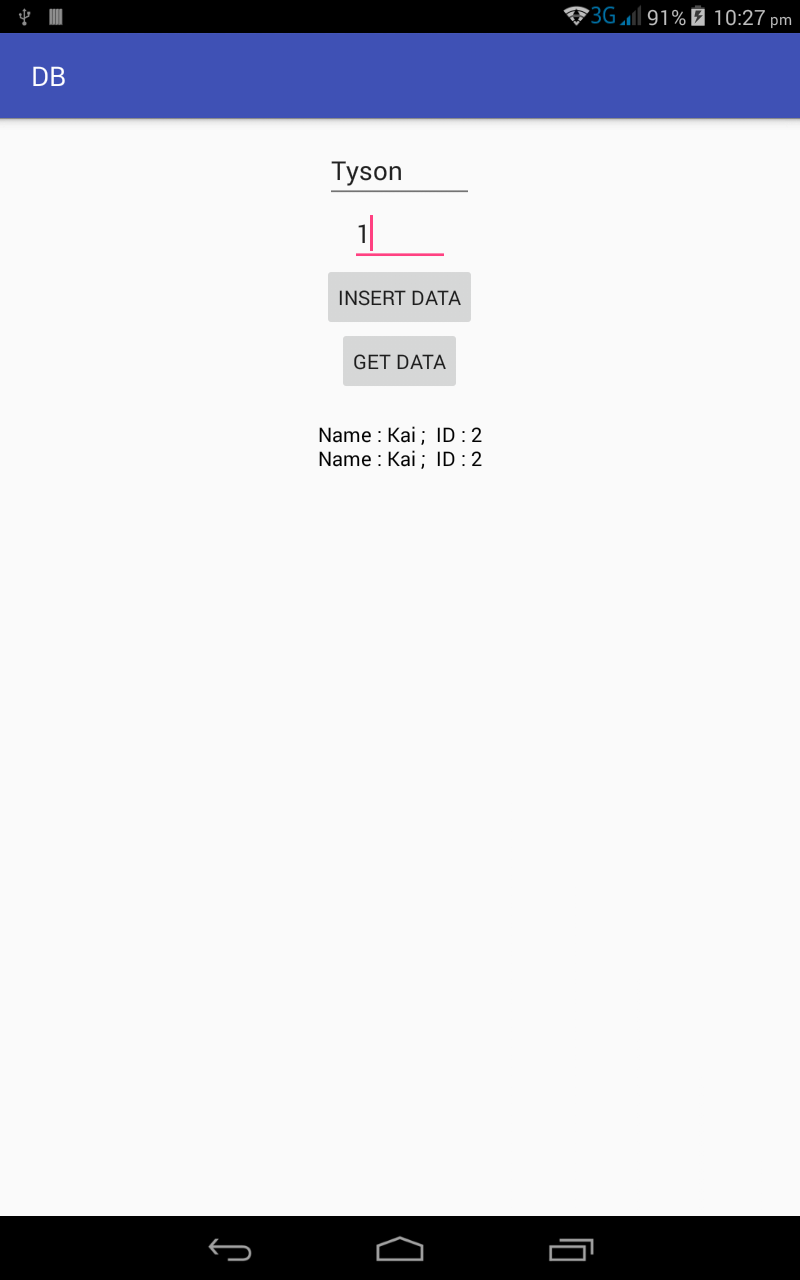 3G 91% 10:27 pm
DB
Tyson
1
INSERT DATA
GET DATA
Name : Kai ;  ID : 2
Name : Kai ;  ID : 2